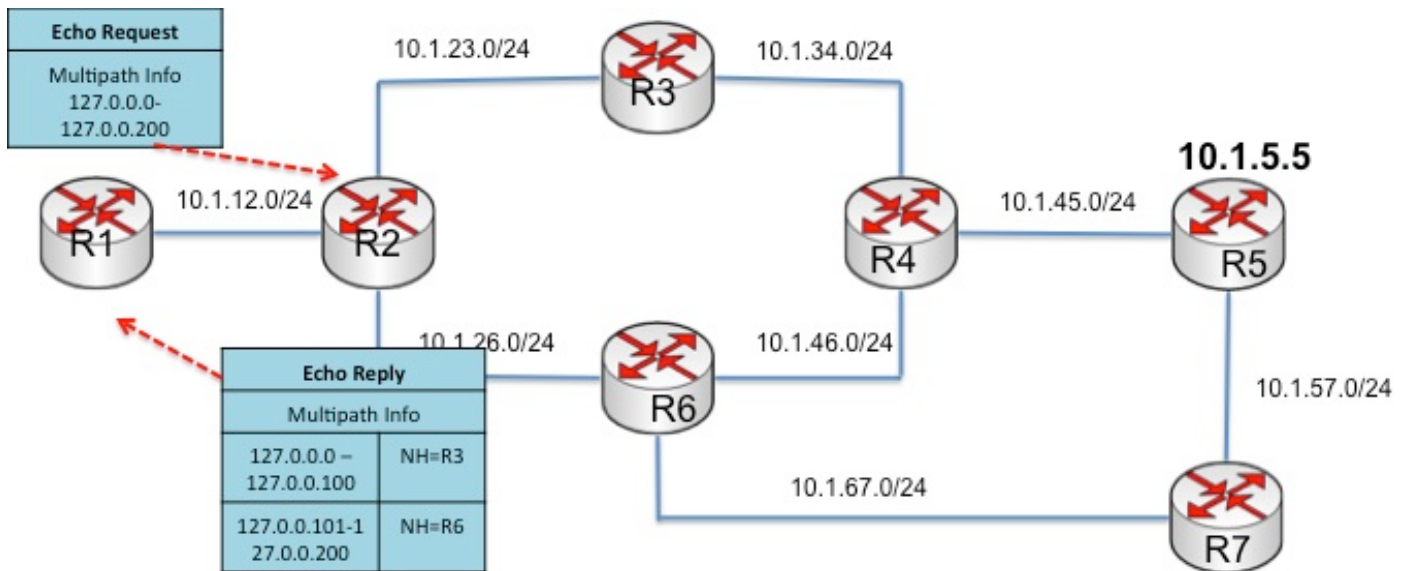 Echo Request
Multipath Info
127.0.0.0-
127.0.0.200
10.1.23.0/24
R3
10.1.34.0/24
10.1.5.5
R1
10.1.12.0/24
R2
R4
10.1.45.0/24
R5
10.1.26.0/24
R6
10.1.46.0/24
Echo Reply
Multipath Info
127.0.0.0 –
127.0.0.100
NH=R3
127.0.0.101-1
27.0.0.200
NH=R6
10.1.57.0/24
10.1.67.0/24
R7